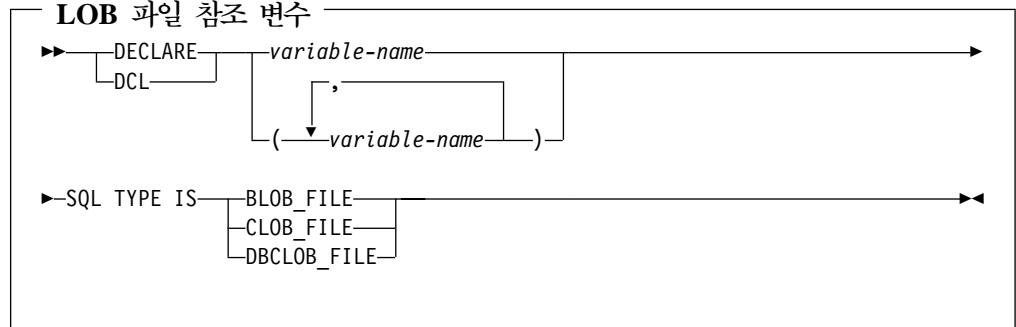 LOB 파일 참조 변수
DECLARE variable-name
DCL
,
( variable-name )
SQL TYPE IS BLOB_FILE
CLOB_FILE
DBCLOB_FILE